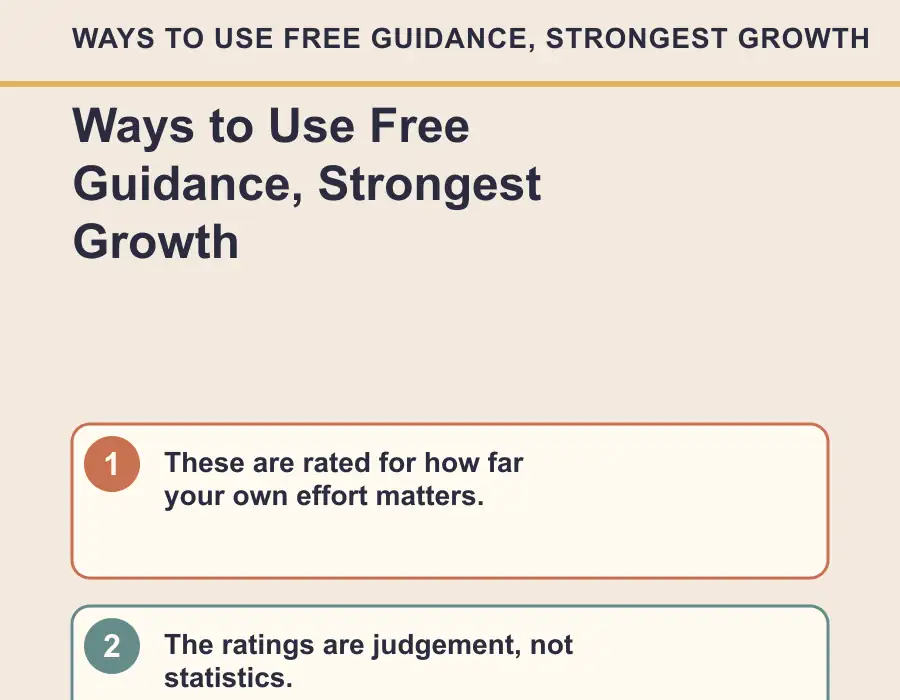 WAYS TO USE FREE GUIDANCE, STRONGEST GROWTH
Ways to Use Free
Guidance, Strongest
Growth
1
These are rated for how far
your own effort matters.
2
The ratings are judgement, not
statistics.